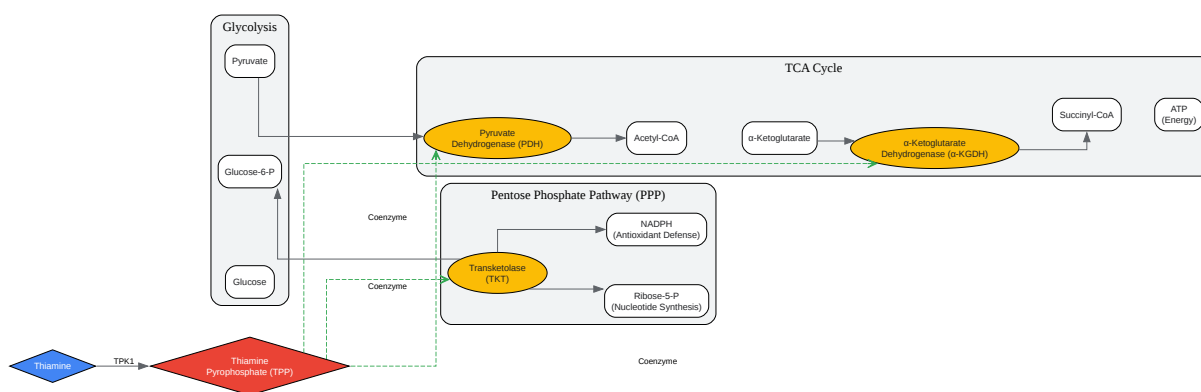 Glycolysis
Pyruvate
Glucose-6-P
Glucose
TCA Cycle
Pyruvate
Dehydrogenase (PDH)
Acetyl-CoA
α-Ketoglutarate
α-Ketoglutarate
Dehydrogenase (α-KGDH)
Succinyl-CoA
ATP
(Energy)
Pentose Phosphate Pathway (PPP)
NADPH
(Antioxidant Defense)
Transketolase
(TKT)
Ribose-5-P
(Nucleotide Synthesis)
Coenzyme
Coenzyme
Coenzyme
Thiamine
TPK1
Thiamine
Pyrophosphate (TPP)